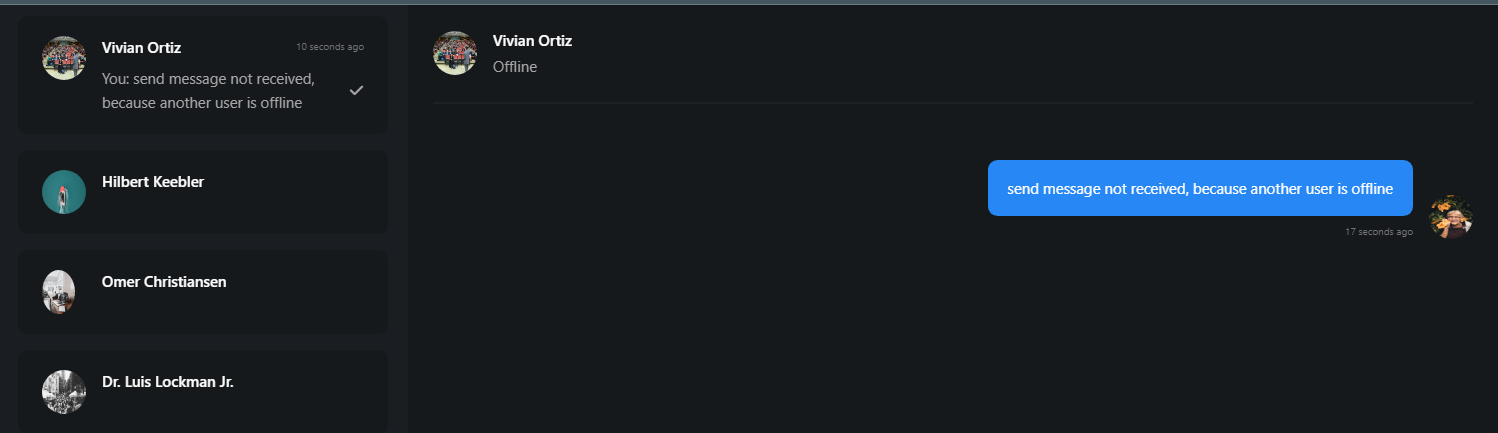 Vivian Ortiz
10 seconds ago
You: send message not received,
because another user is offline
Hilbert Keebler
Omer Christiansen
Dr. Luis Lockman Jr.
Vivian Ortiz
Offline
send message not received, because another user is offline
17 seconds ago